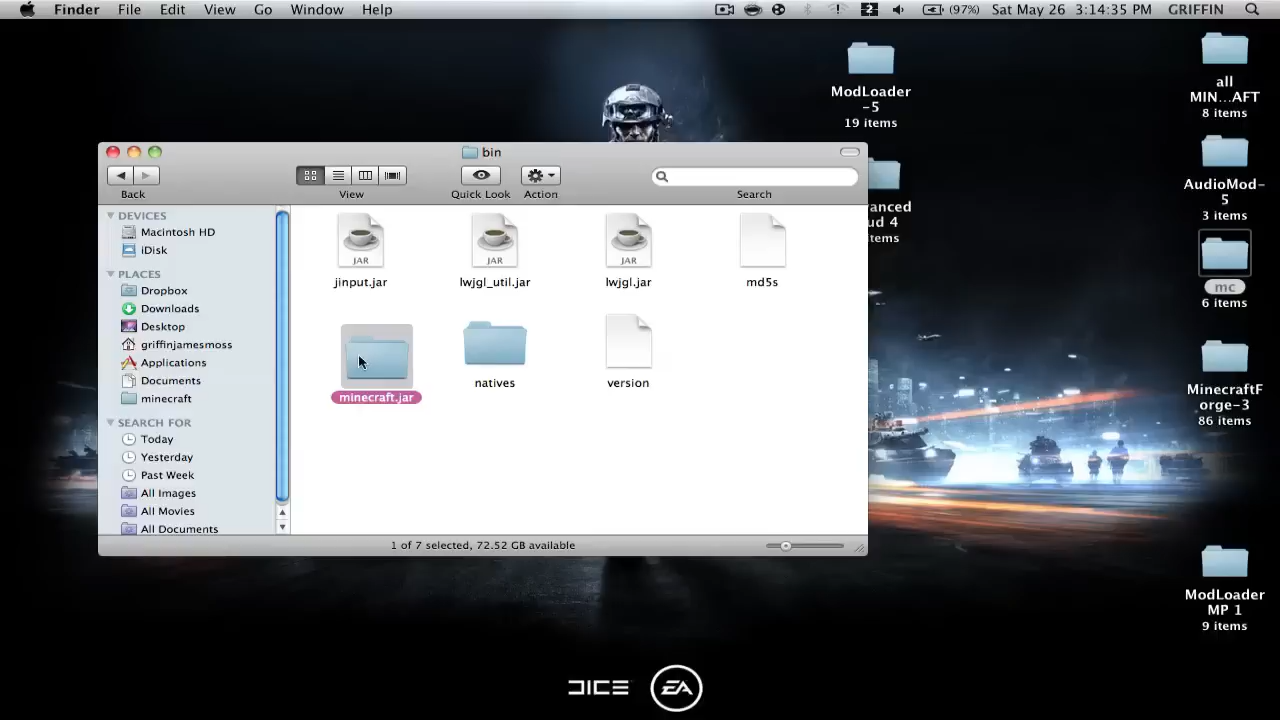 Finder File Edit View Go Window Help
2 (97%) Sat May 26 3:14:35 PM GRIFFIN
bin
Back
View
Quick Look
Action
Search
DEVICES
Macintosh HD
iDisk
PLACES
Dropbox
Downloads
Desktop
griffinjamesmoss
Applications
Documents
minecraft
SEARCH FOR
Today
Yesterday
Past Week
All Images
All Movies
All Documents
JAR
jinput.jar
JAR
lwjgl_util.jar
JAR
lwjgl.jar
md5s
minecraft.jar
natives
version
1 of 7 selected, 72.52 GB available
ModLoader
-5
19 items
vanced
ud 4
items
all
MIN...AFT
8 items
AudioMod-
5
3 items
mc
6 items
MinecraftF
orge-3
86 items
ModLoader
MP 1
9 items
DICE EA